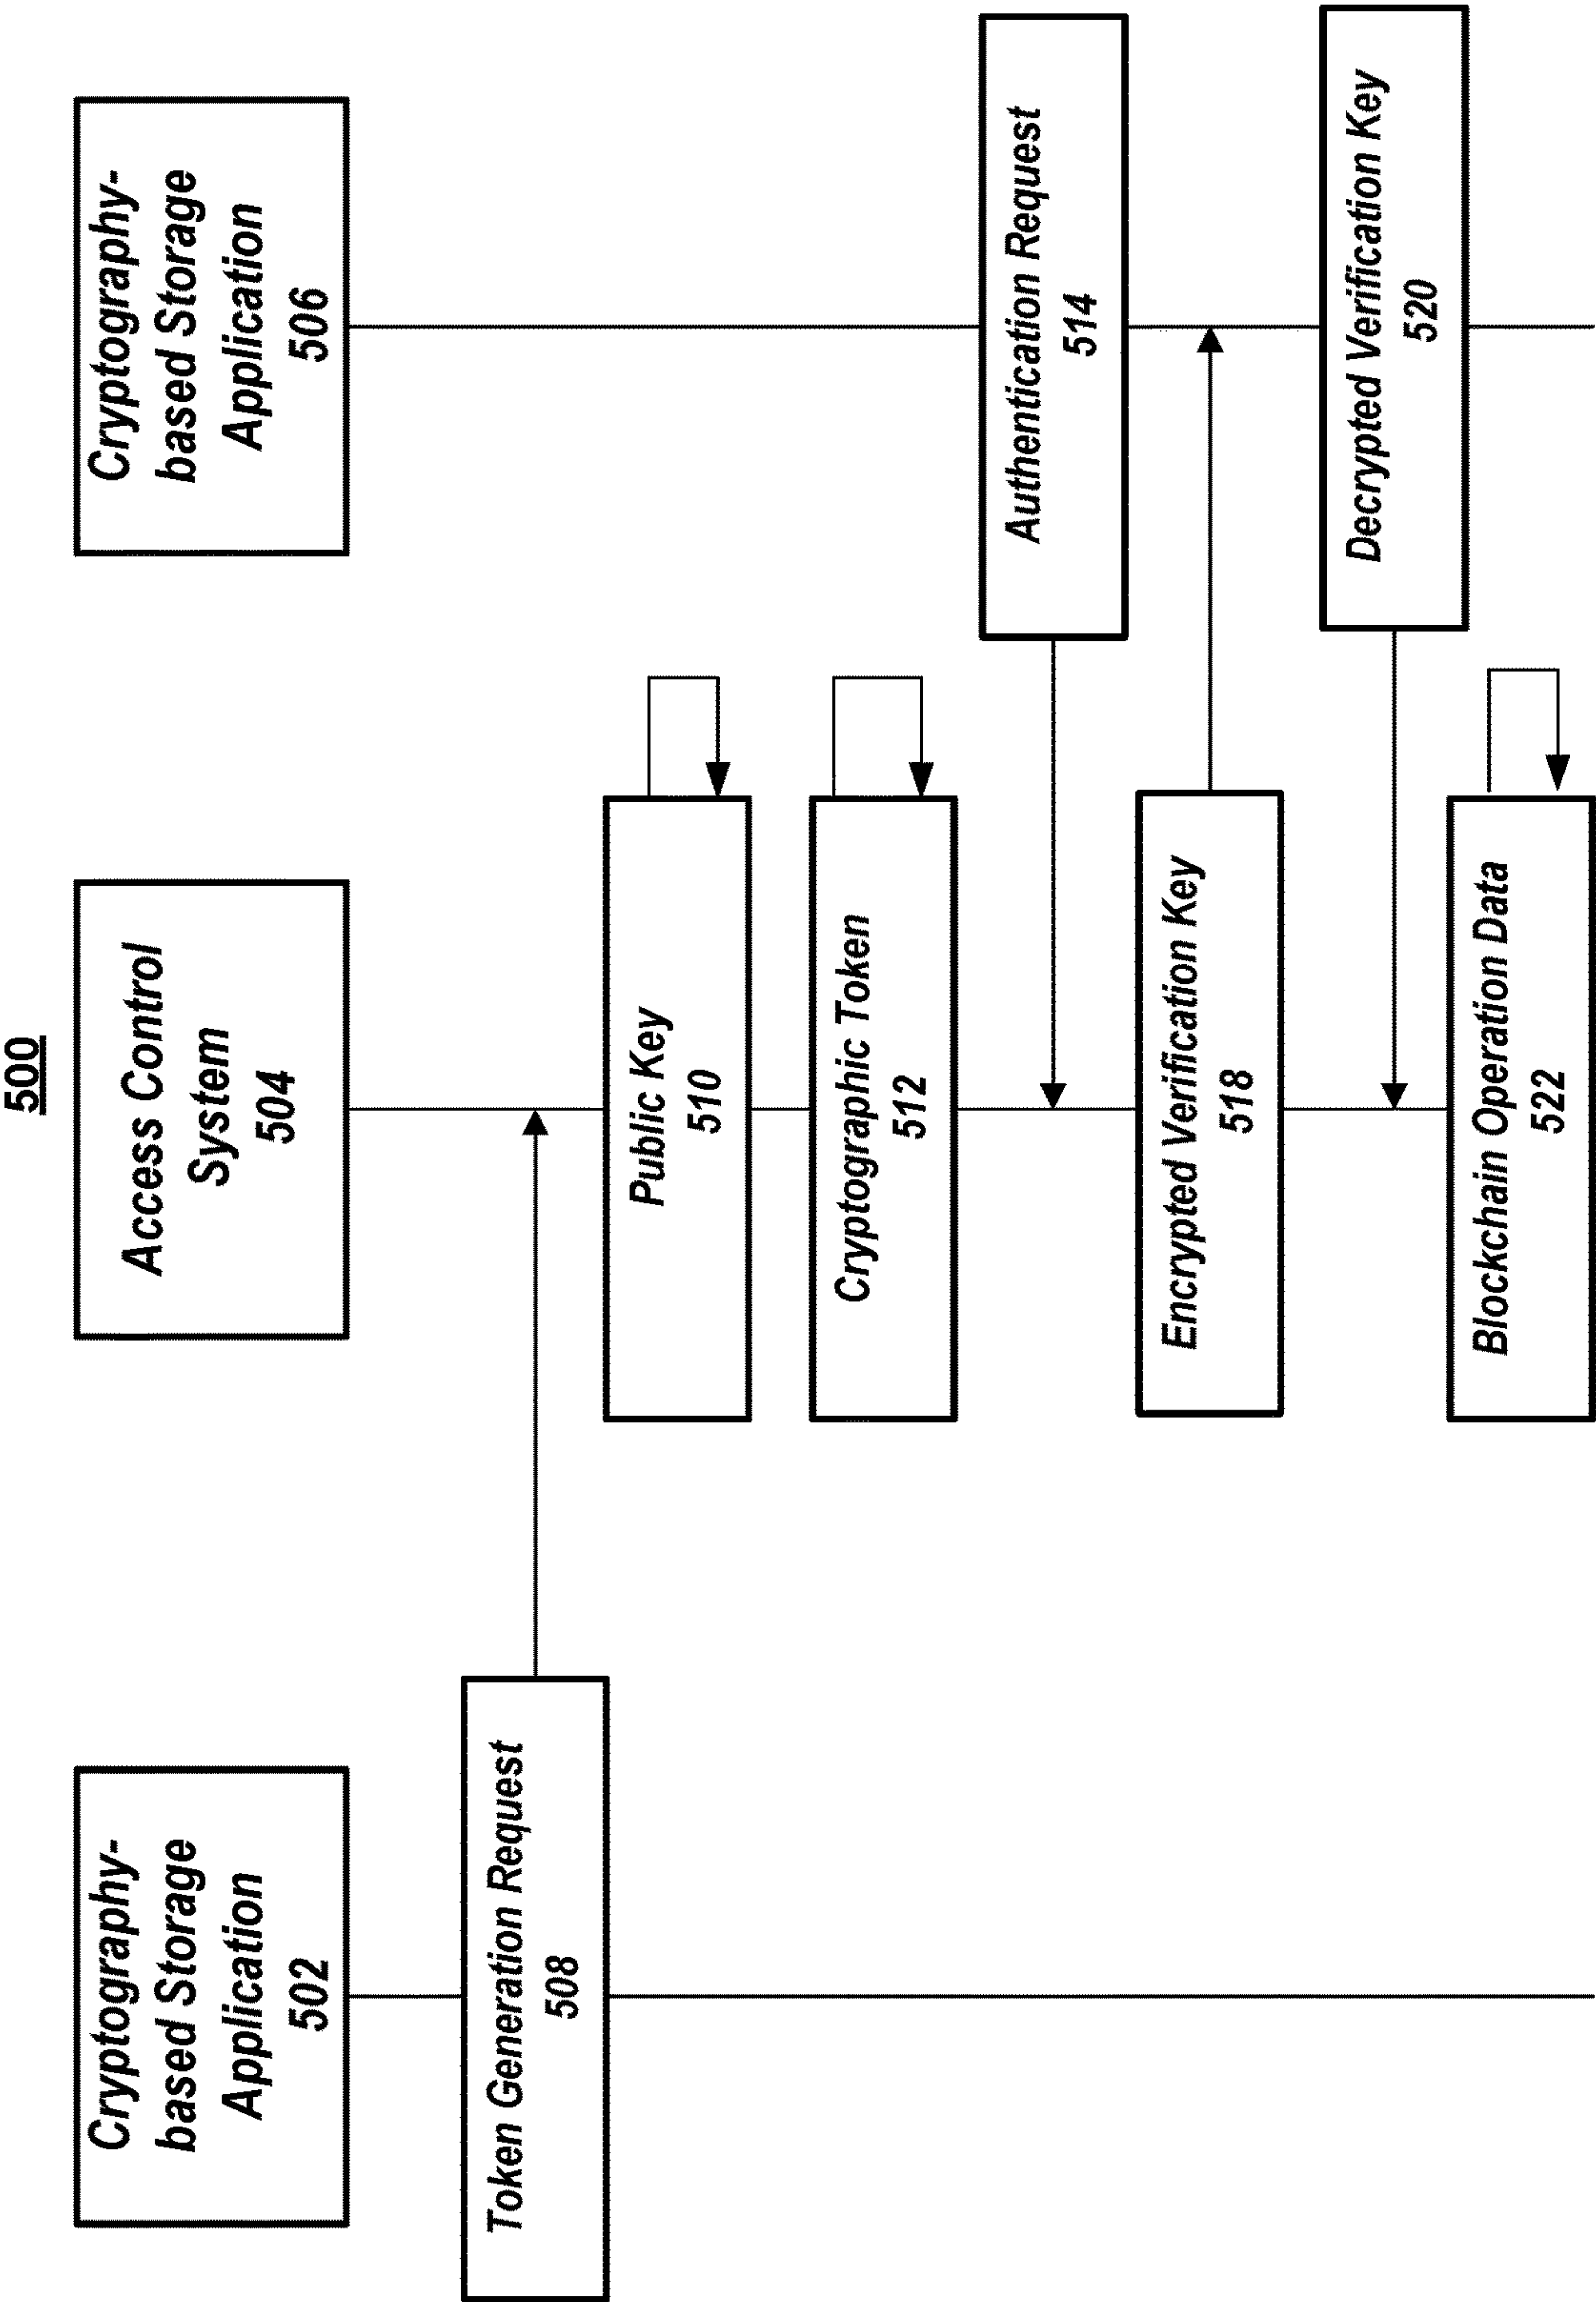 500
Cryptography-
based Storage
Application
502
Access Control
System
504
Cryptography-
based Storage
Application
506
Token Generation Request
508
Public Key
510
Cryptographic Token
512
Authentication Request
514
Encrypted Verification Key
518
Decrypted Verification Key
520
Blockchain Operation Data
522